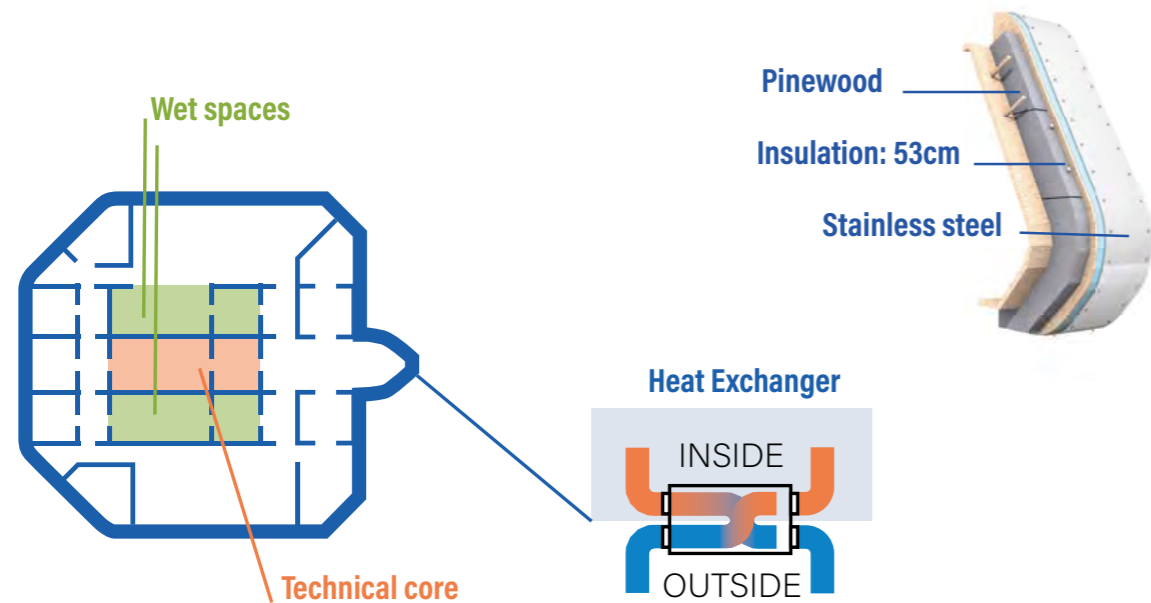 Wet spaces
Pinewood
Insulation: 53cm
Stainless steel
Heat Exchanger
INSIDE
OUTSIDE
Technical core